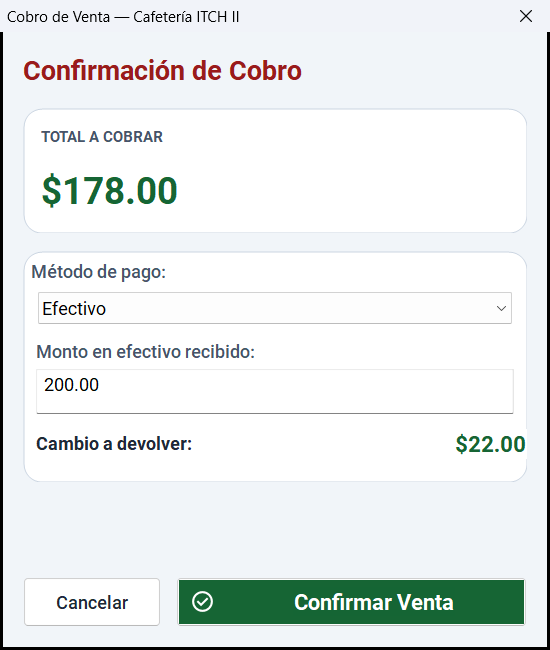 Cobro de Venta — Cafetería ITCH II
Confirmación de Cobro
TOTAL A COBRAR
$178.00
Método de pago:
Efectivo
Monto en efectivo recibido:
200.00
Cambio a devolver: $22.00
Cancelar Confirmar Venta